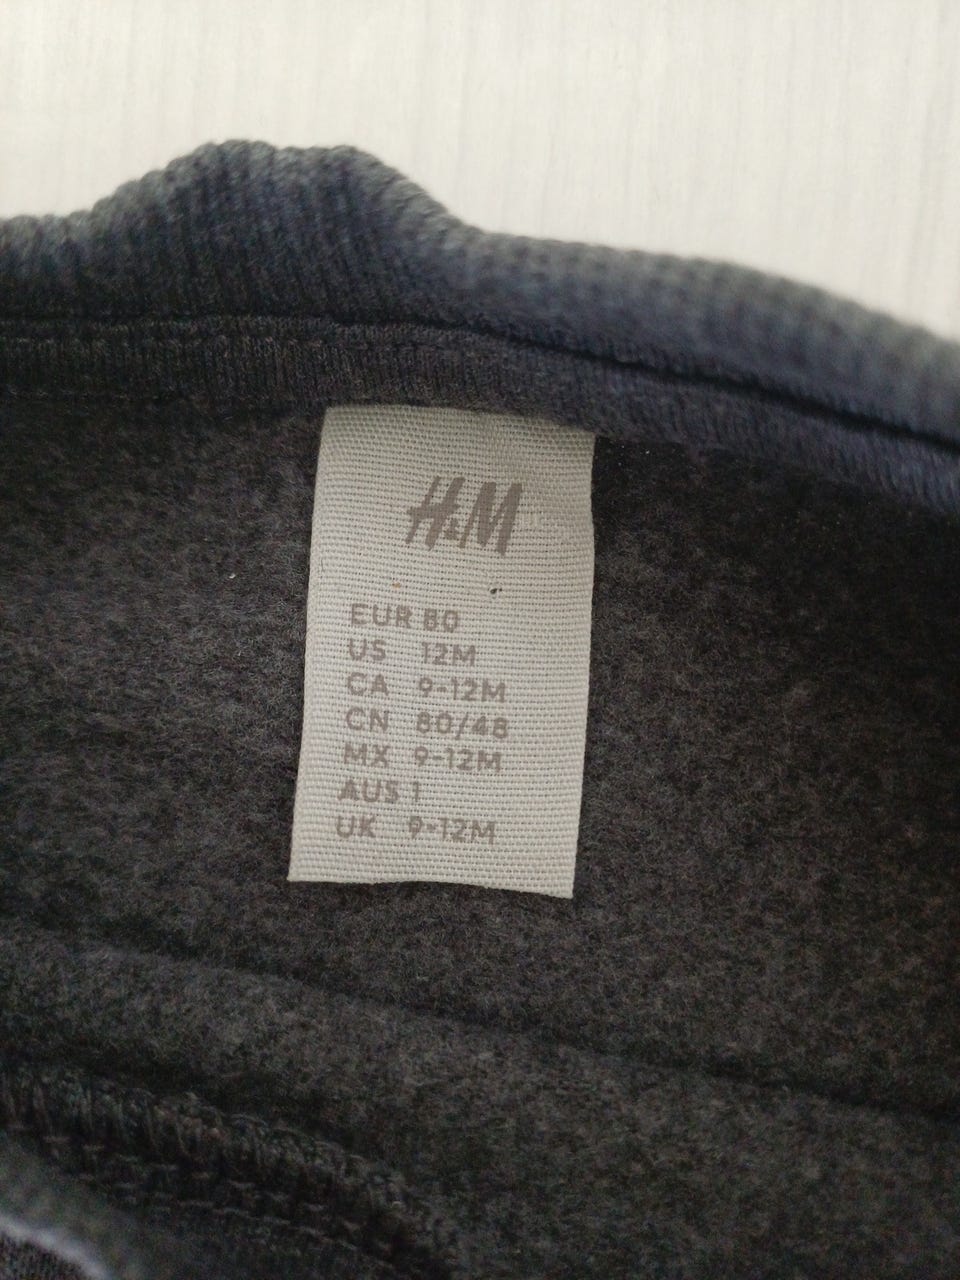 H&M
EUR 80
US 12M
CA 9-12M
CN 80/48
MX 9-12M
AUS 1
UK 9-12M